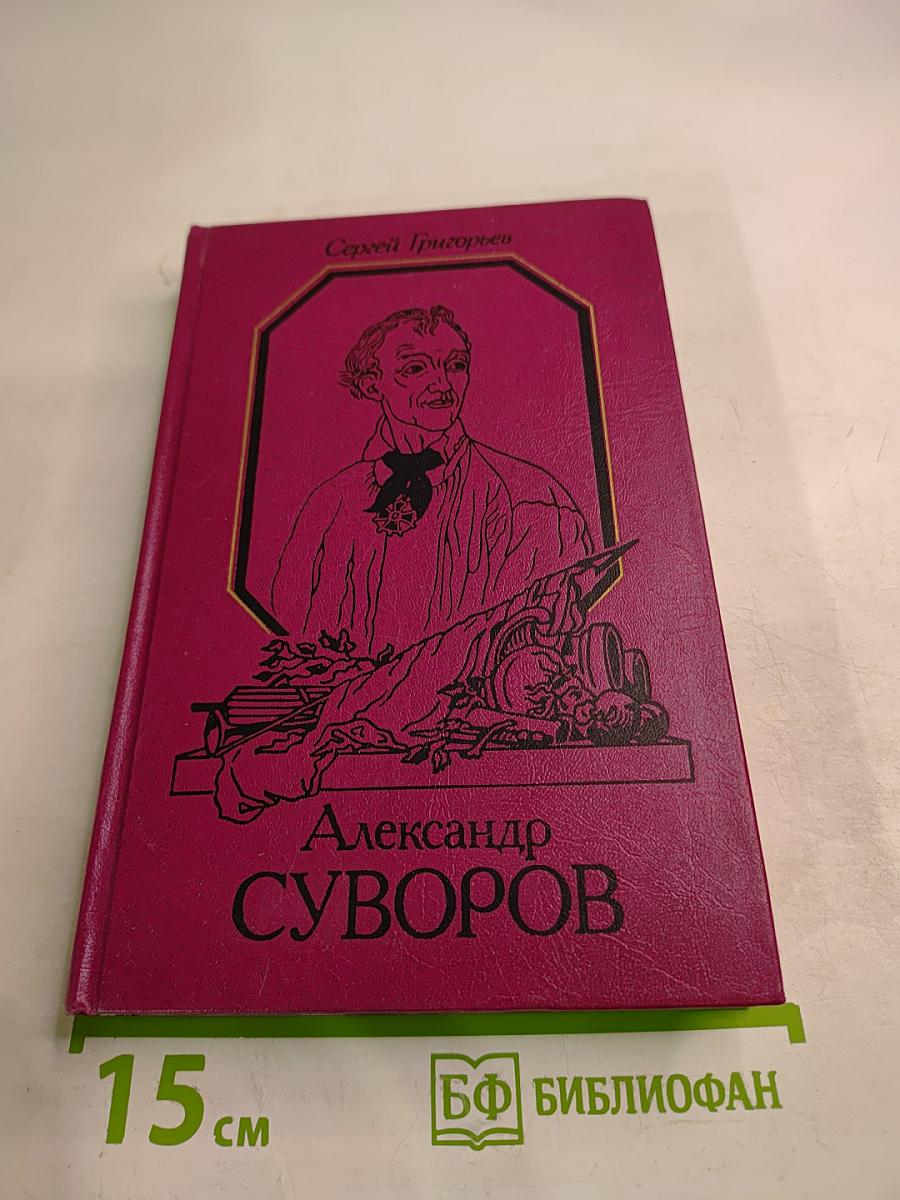 Сергей Григорьев
Александр
СУВОРОВ
15 см
БФ БИБЛИОФАН